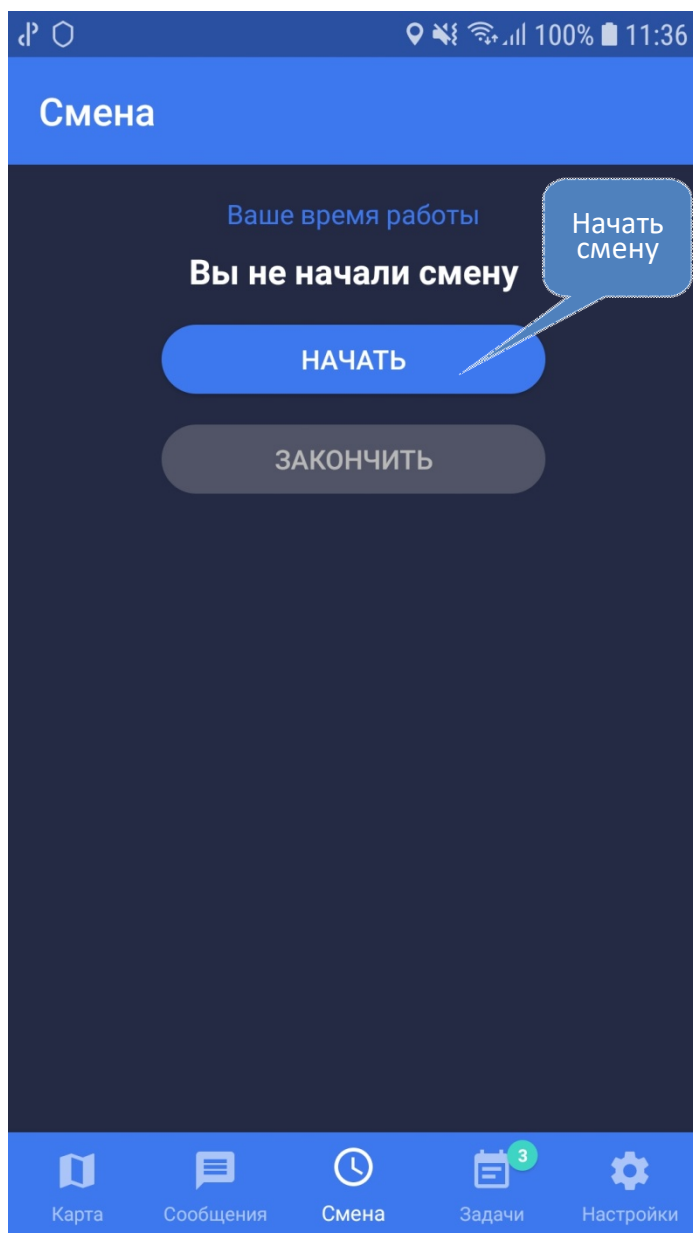 100% 11:36
Смена
Ваше время работы
Вы не начали смену
Начать
смену
НАЧАТЬ
ЗАКОНЧИТЬ
3
Карта
Сообщения
Смена
Задачи
Настройки